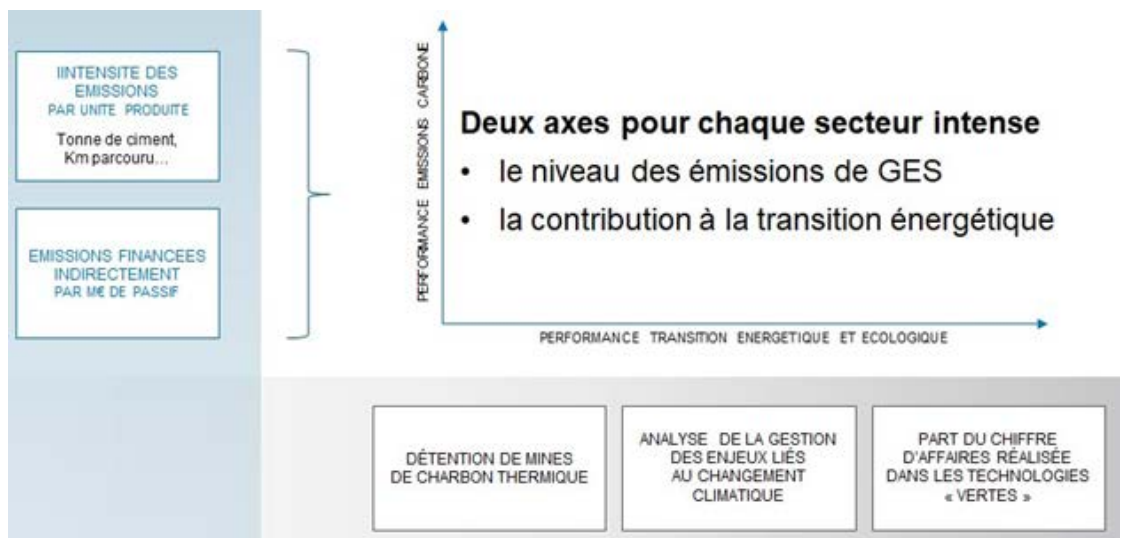 IINTENSITE DES
EMISSIONS
PAR UNITE PRODUITE
Tonne de ciment,
Km parcouru...
EMISSIONS FINANCEES
INDIRECTEMENT
PAR M€ DE PASSIF
PERFORMANCE EMISSIONS CARBONE
Deux axes pour chaque secteur intense
• le niveau des émissions de GES
• la contribution à la transition énergétique
PERFORMANCE TRANSITION ENERGETIQUE ET ECOLOGIQUE
DÉTENTION DE MINES
DE CHARBON THERMIQUE
ANALYSE DE LA GESTION
DES ENJEUX LIÉS
AU CHANGEMENT
CLIMATIQUE
PART DU CHIFFRE
D'AFFAIRES RÉALISÉE
DANS LES TECHNOLOGIES
« VERTES »